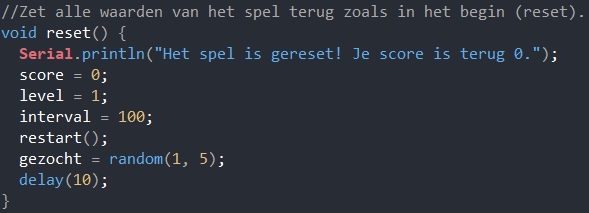 //Zet alle waarden van het spel terug zoals in het begin (reset).
void reset() {
  Serial.println("Het spel is gereset! Je score is terug 0.");
  score = 0;
  level = 1;
  interval = 100;
  restart();
  gezocht = random(1, 5);
  delay(10);
}